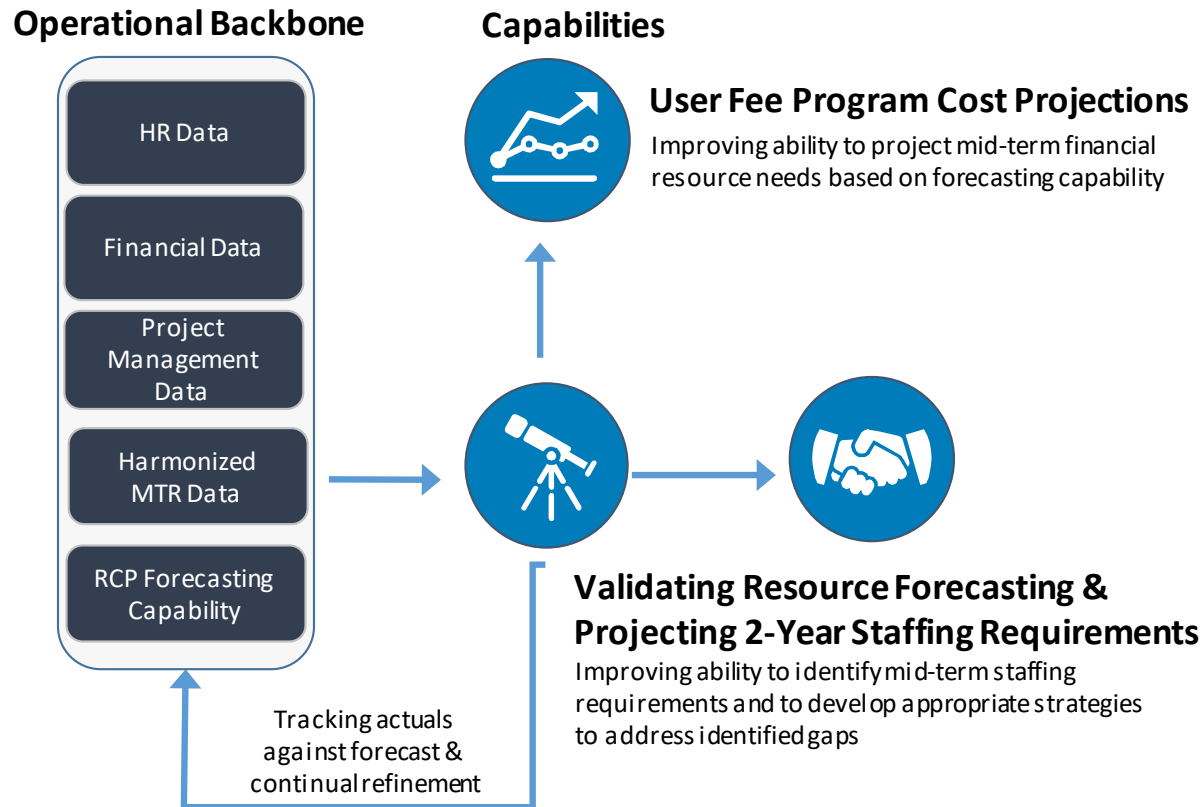 Operational Backbone
HR Data
Financial Data
Project
Management
Data
Harmonized
MTR Data
RCP Forecasting
Capability
Tracking actuals
against forecast &
continual refinement
Capabilities
User Fee Program Cost Projections
Improving ability to project mid-term financial
resource needs based on forecasting capability
Validating Resource Forecasting &
Projecting 2-Year Staffing Requirements
Improving ability to identify mid-term staffing
requirements and to develop appropriate strategies
to address identified gaps